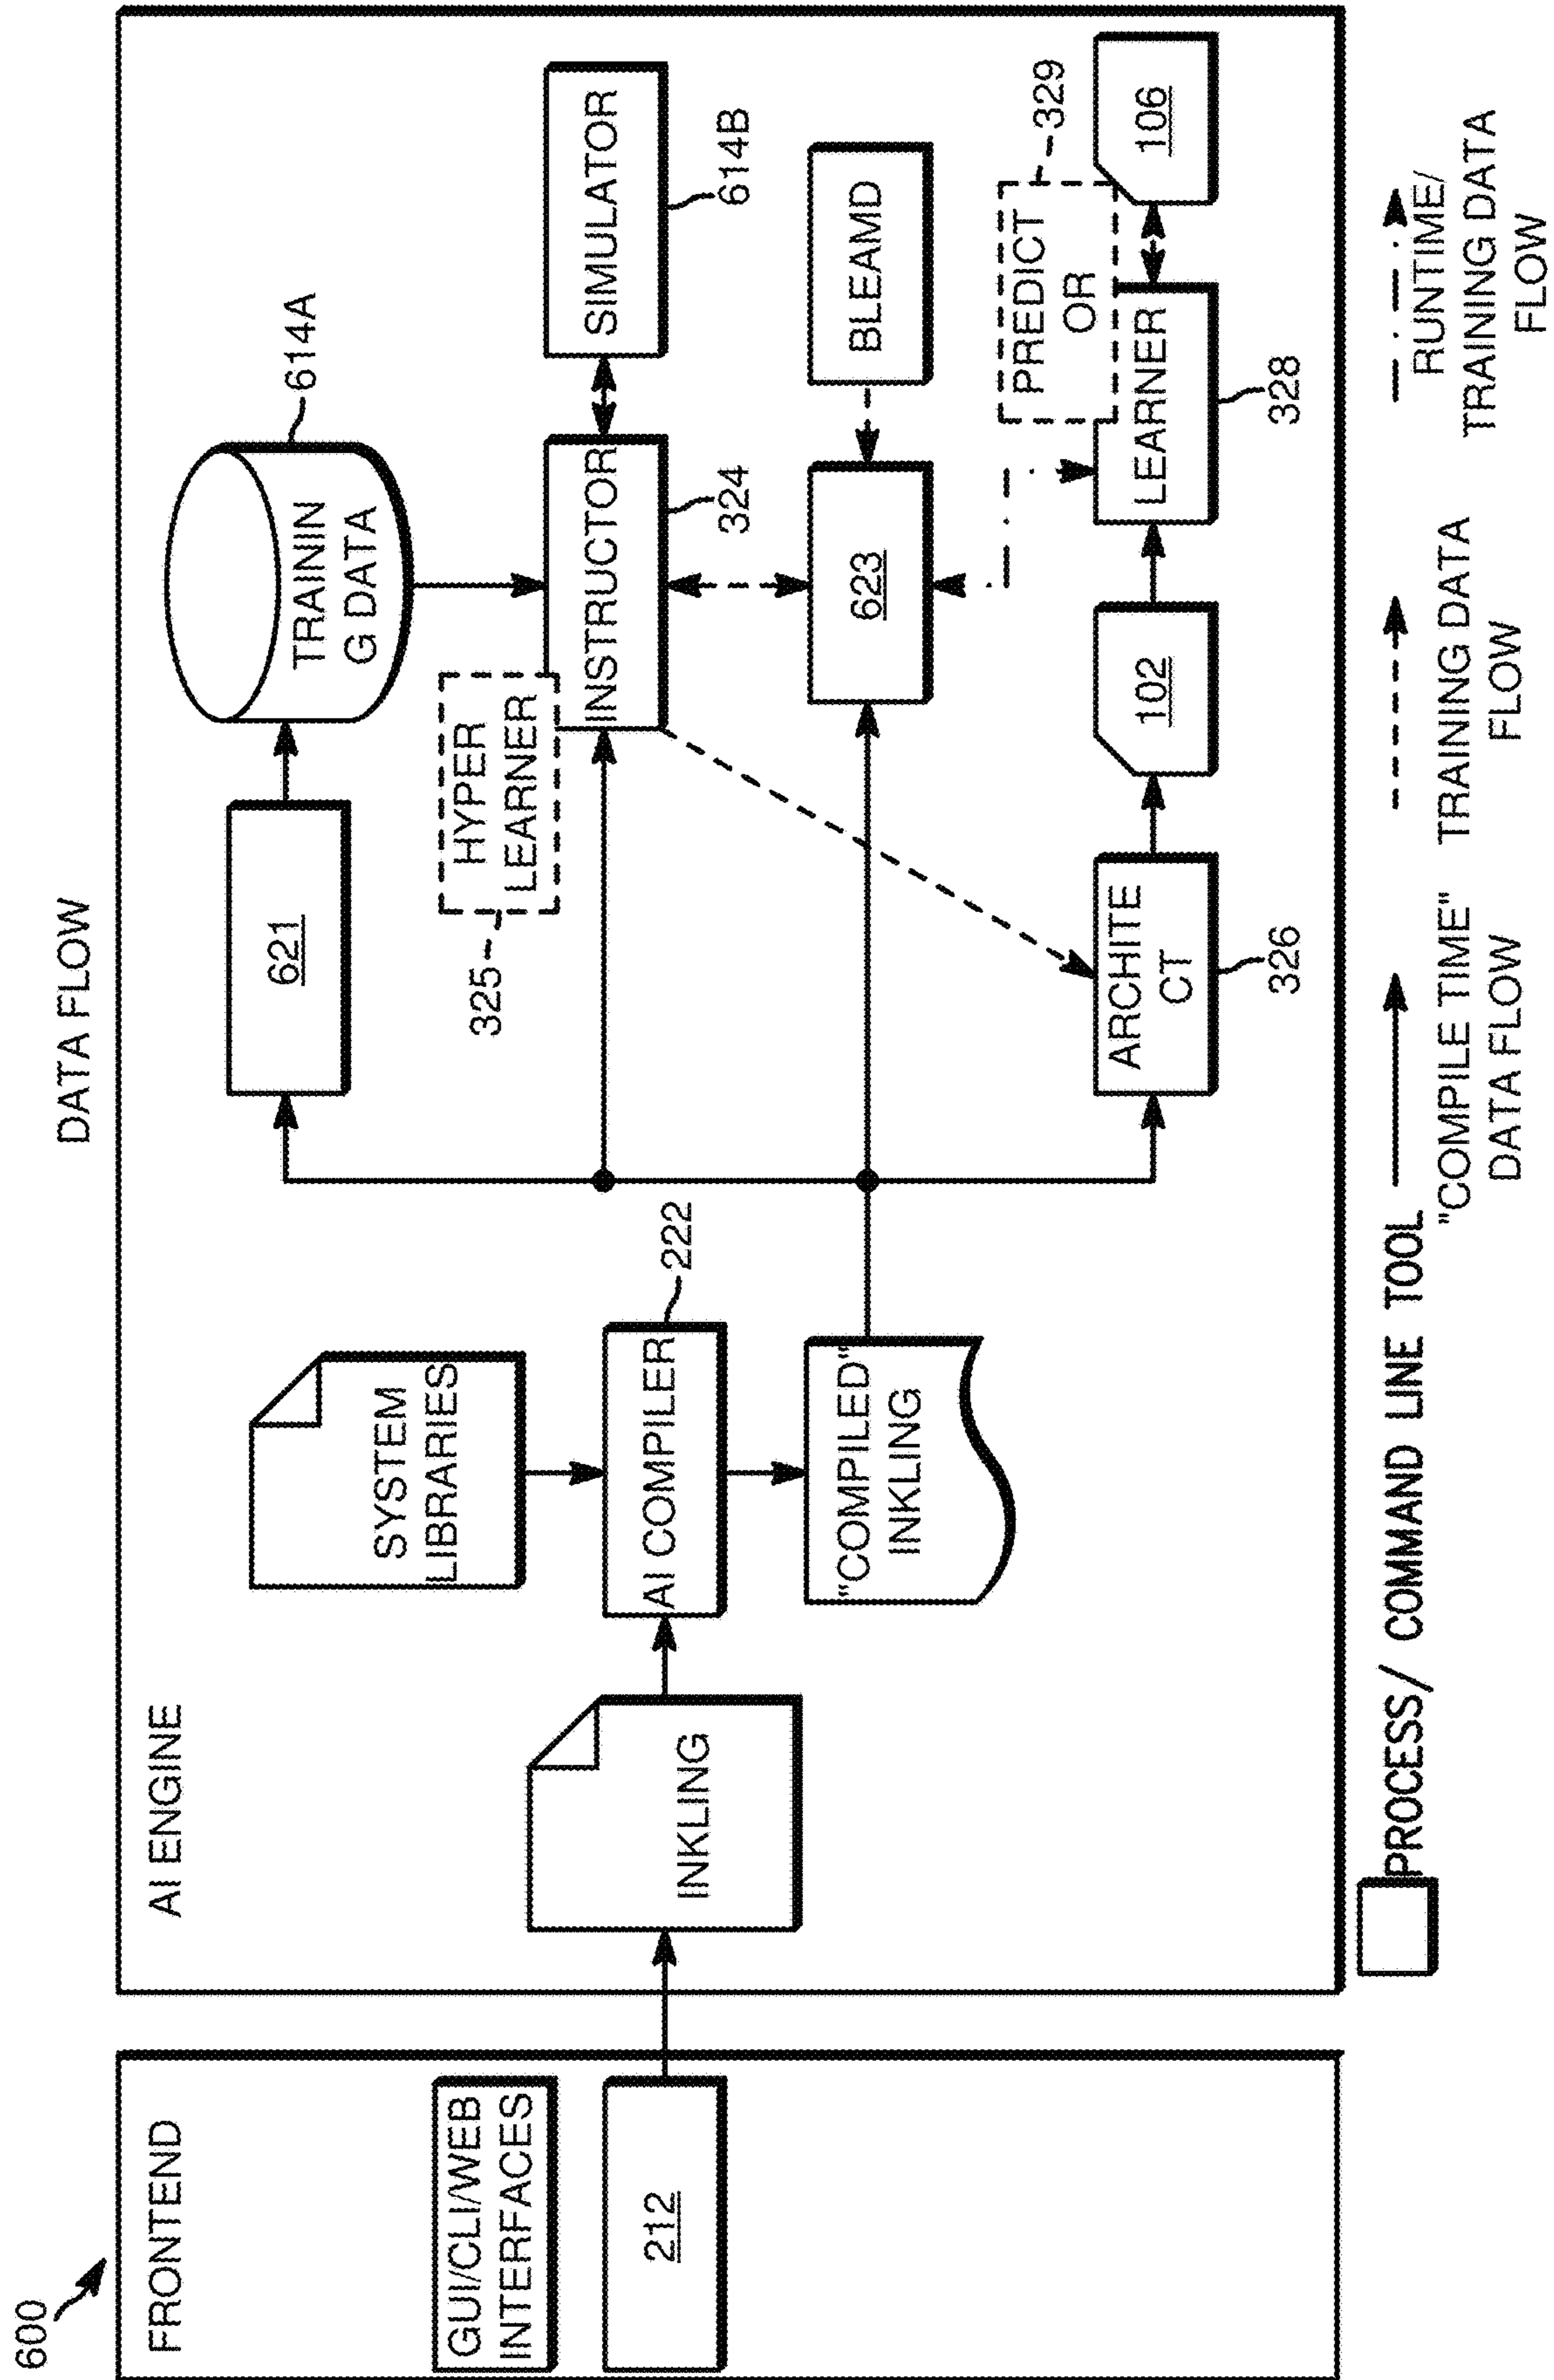 600
DATA FLOW
FRONTEND
GUI/CLI/WEB
INTERFACES
212
AI ENGINE
INKLING
SYSTEM
LIBRARIES
AI COMPILER
222
"COMPILED"
INKLING
621
TRAININ
G DATA
614A
325
HYPER
LEARNER
INSTRUCTOR
324
SIMULATOR
614B
623
BLEAMD
ARCHITE
CT
326
102
PREDICT
OR
329
LEARNER
328
106
PROCESS/ COMMAND LINE TOOL
"COMPILE TIME"
DATA FLOW
TRAINING DATA
FLOW
RUNTIME/
TRAINING DATA
FLOW